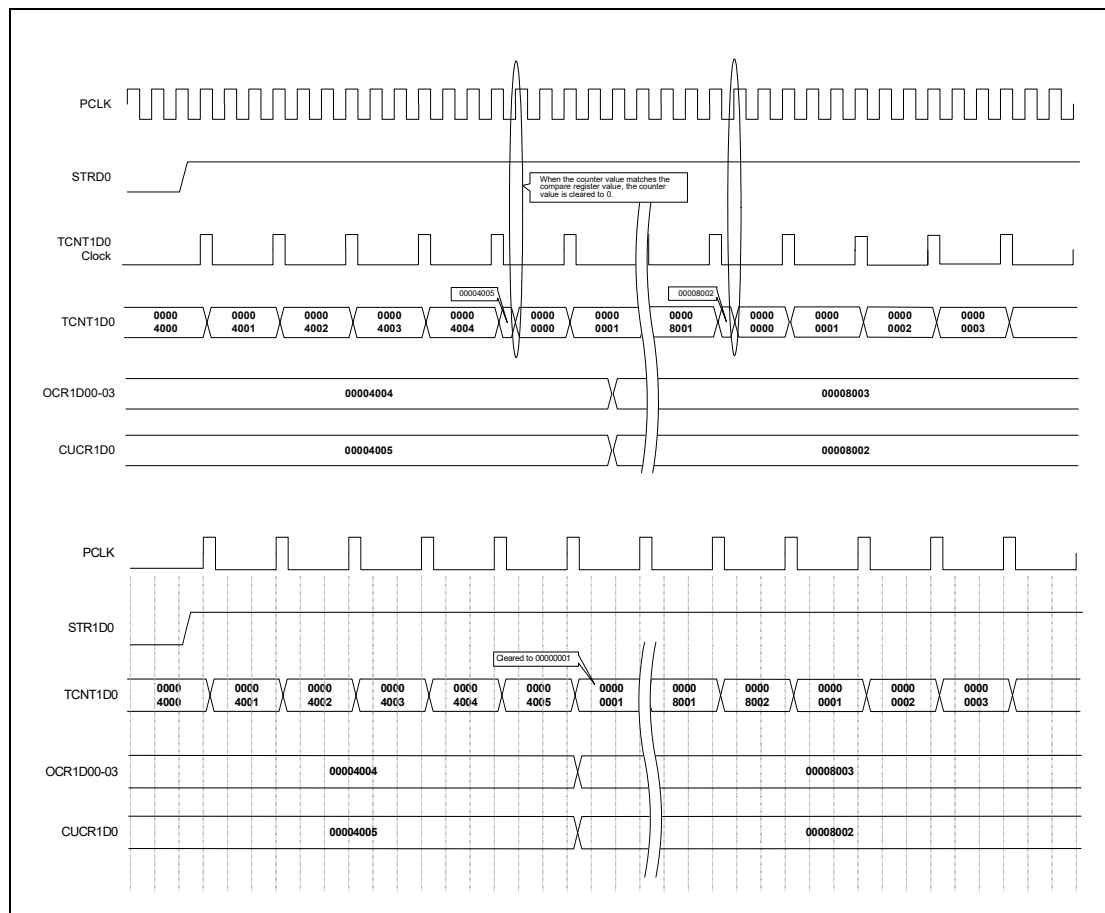 PCLK
STRD0
When the counter value matches the
compare register value, the counter
value is cleared to 0.
TCNT1D0
Clock
00004005
00008002
TCNT1D0
0000 0000 0000 0000 0000 0000 0000 0000 0000 0000 0000 0000
4000 4001 4002 4003 4004 0000 0001 8001 0000 0001 0002 0003
OCR1D00-03
00004004
00008003
CUCR1D0
00004005
00008002
PCLK
STR1D0
Cleared to 00000001
TCNT1D0
0000 0000 0000 0000 0000 0000 0000 0000 0000 0000 0000 0000
4000 4001 4002 4003 4004 4005 0001 8001 8002 0001 0002 0003
OCR1D00-03
00004004
00008003
CUCR1D0
00004005
00008002